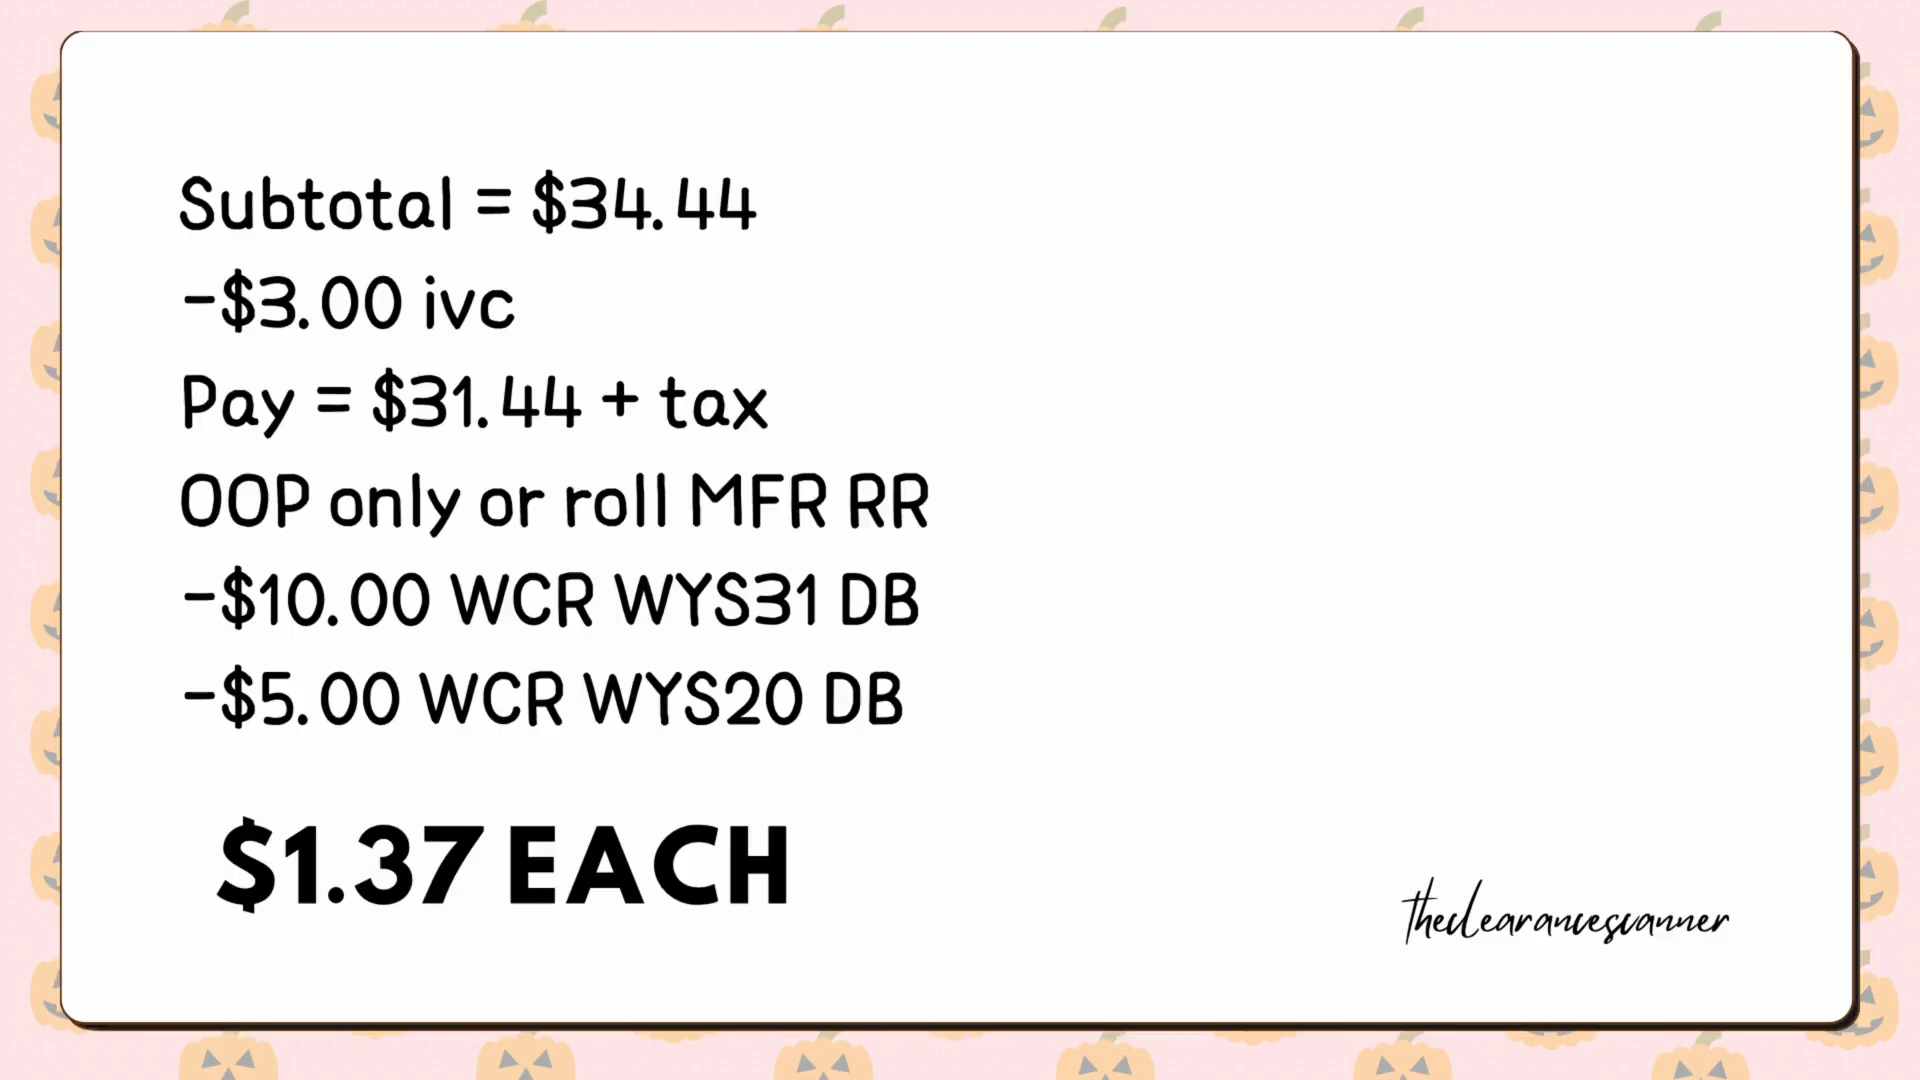 Subtotal = $34.44
-$3.00 ivc
Pay = $31.44 + tax
OOP only or roll MFR RR
-$10.00 WCR WYS31 DB
-$5.00 WCR WYS20 DB
$1.37 EACH
theclearancescanner